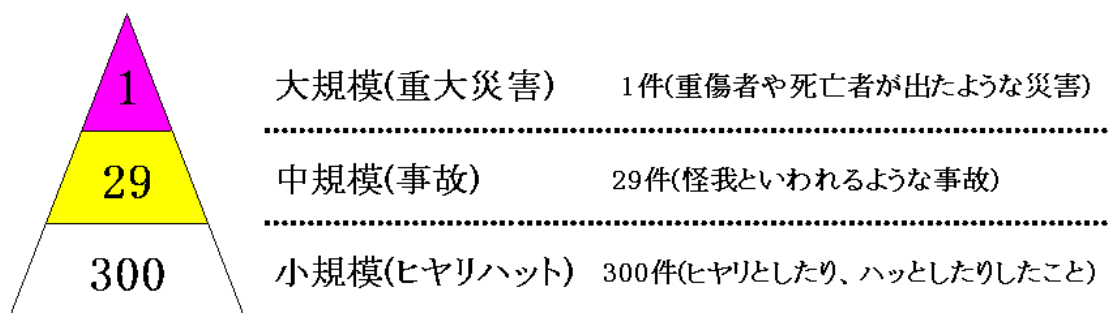 1 大規模(重大災害) 1件(重傷者や死亡者が出たような災害)
29 中規模(事故) 29件(怪我といわれるような事故)
300 小規模(ヒヤリハット) 300件(ヒヤリとしたり、ハッとしたりしたこと)